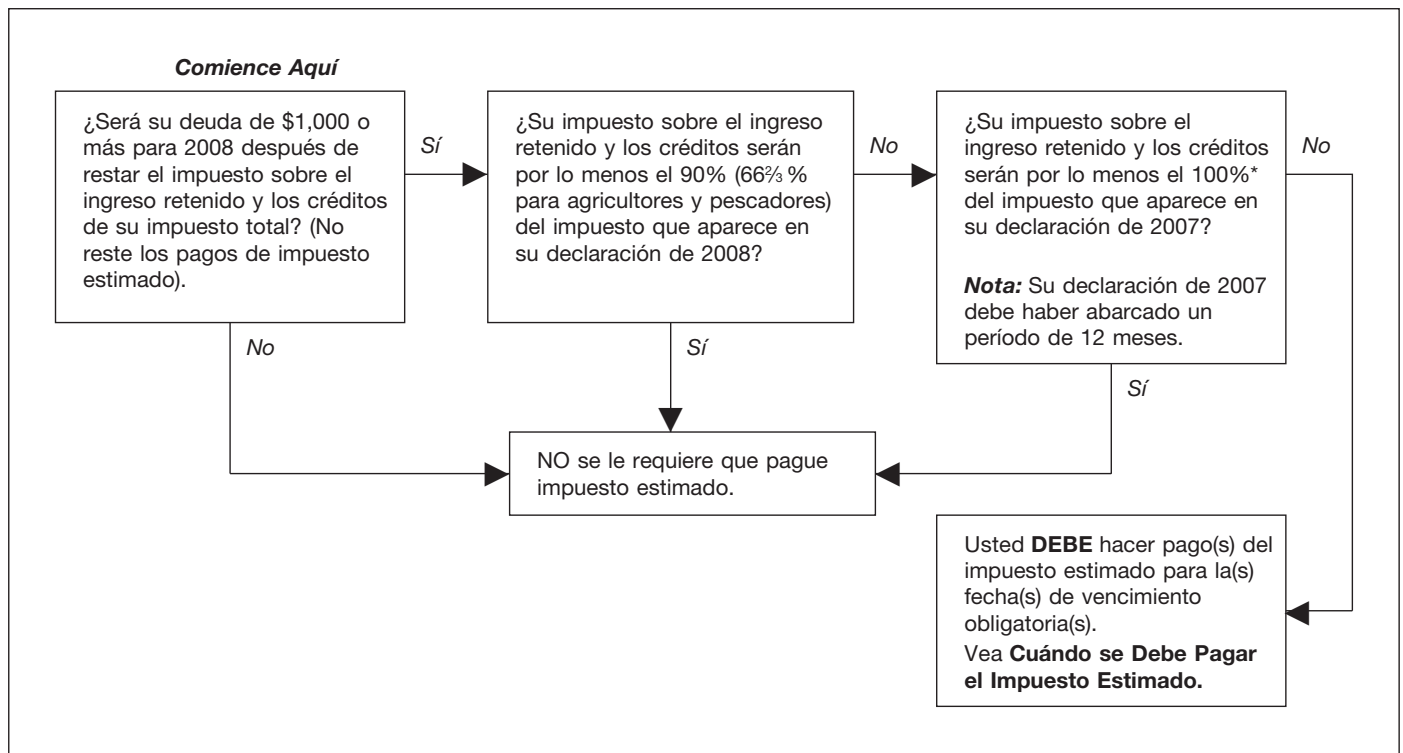 Comience Aquí
¿Será su deuda de $1,000 o
más para 2008 después de
restar el impuesto sobre el
ingreso retenido y los créditos
de su impuesto total? (No
reste los pagos de impuesto
estimado).
Sí
¿Su impuesto sobre el ingreso
retenido y los créditos serán
por lo menos el 90% (66⅔ %
para agricultores y pescadores)
del impuesto que aparece en
su declaración de 2008?
No
¿Su impuesto sobre el
ingreso retenido y los créditos
serán por lo menos el 100%*
del impuesto que aparece en
su declaración de 2007?
Nota: Su declaración de 2007
debe haber abarcado un
período de 12 meses.
No
No
Sí
Sí
NO se le requiere que pague
impuesto estimado.
Usted DEBE hacer pago(s) del
impuesto estimado para la(s)
fecha(s) de vencimiento
obligatoria(s).
Vea Cuándo se Debe Pagar
el Impuesto Estimado.